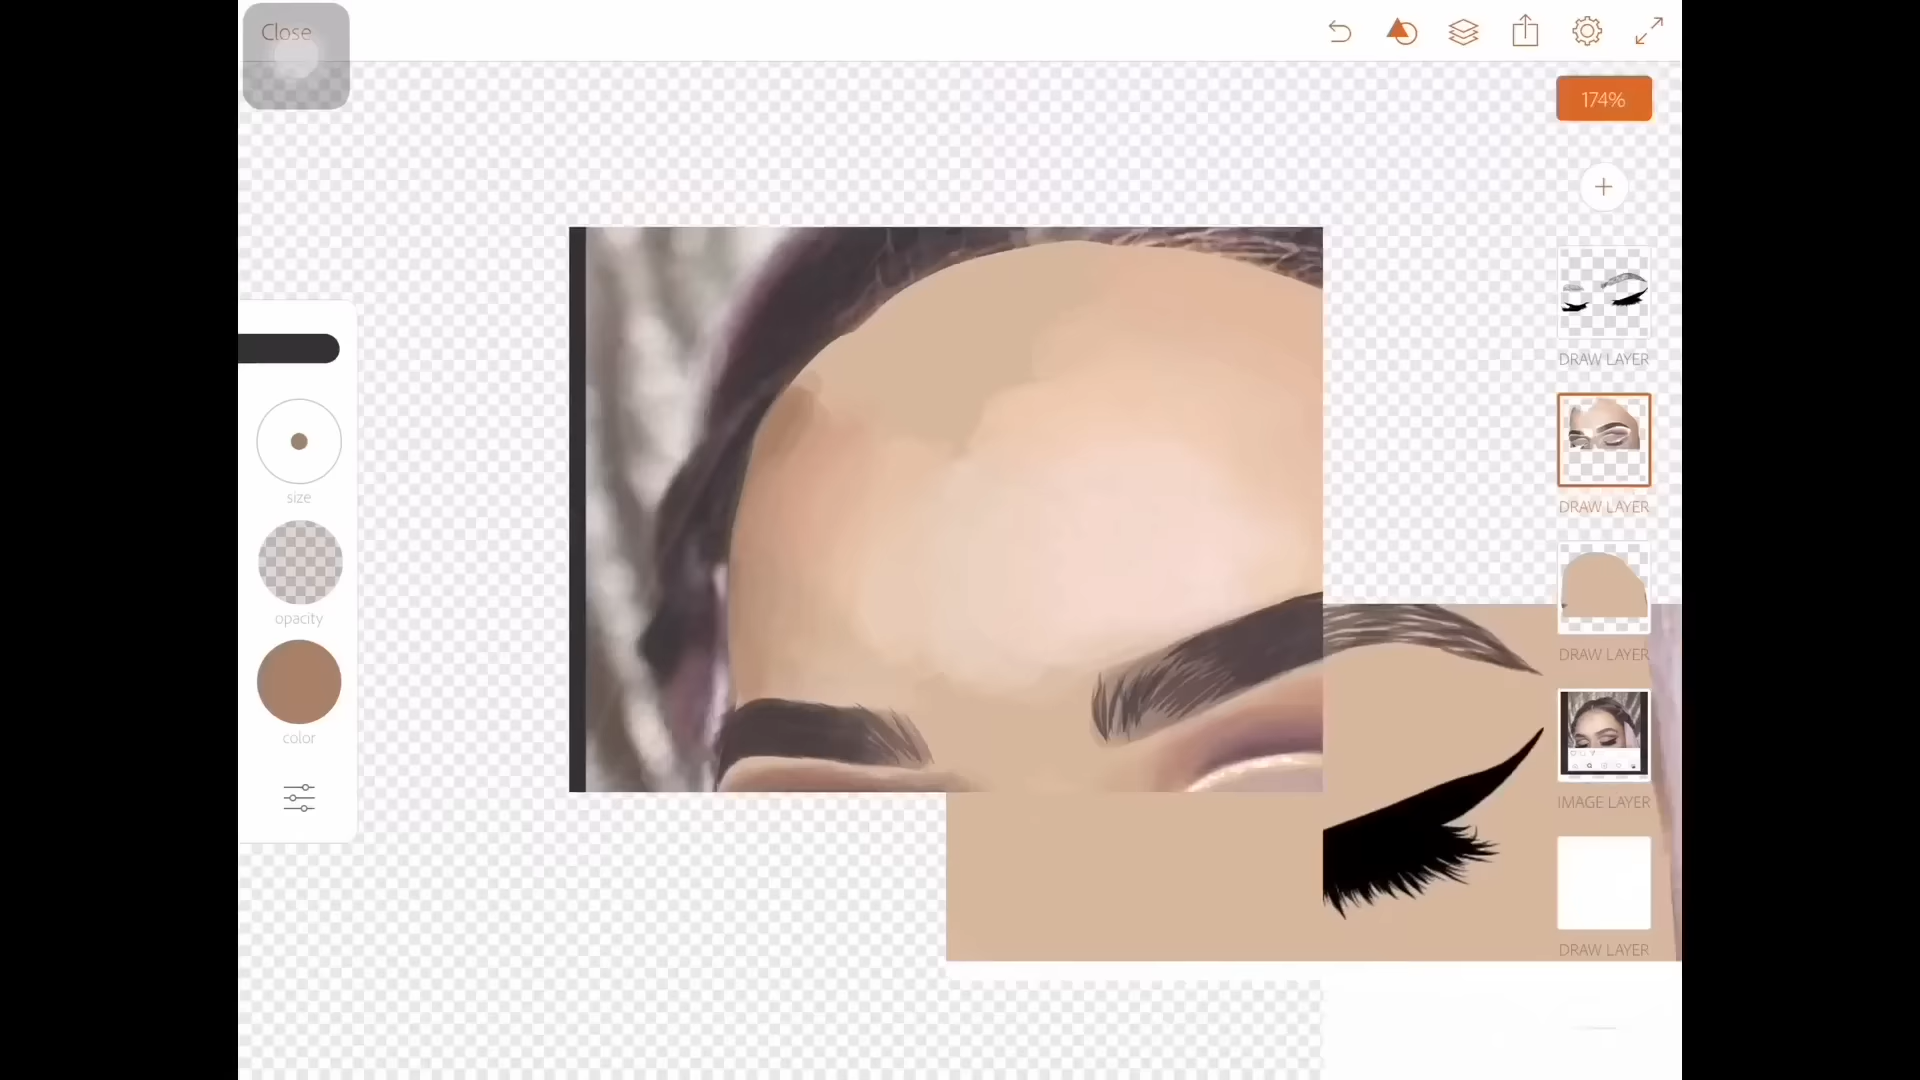 Close
174%
size
opacity
color
DRAW LAYER
DRAW LAYER
DRAW LAYER
IMAGE LAYER
DRAW LAYER